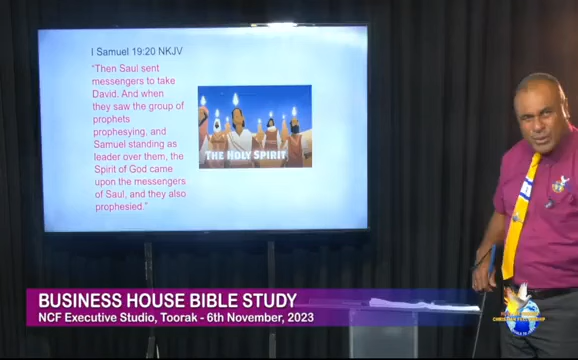 I Samuel 19:20 NKJV
“Then Saul sent
messengers to take
David. And when
they saw the group of
prophets
prophesying, and
Samuel standing as
leader over them, the
Spirit of God came
upon the messengers
of Saul, and they also
prophesied.”
THE HOLY SPIRIT
BUSINESS HOUSE BIBLE STUDY
NCF Executive Studio, Toorak - 6th November, 2023
CHRISTIAN FELLOWSHIP